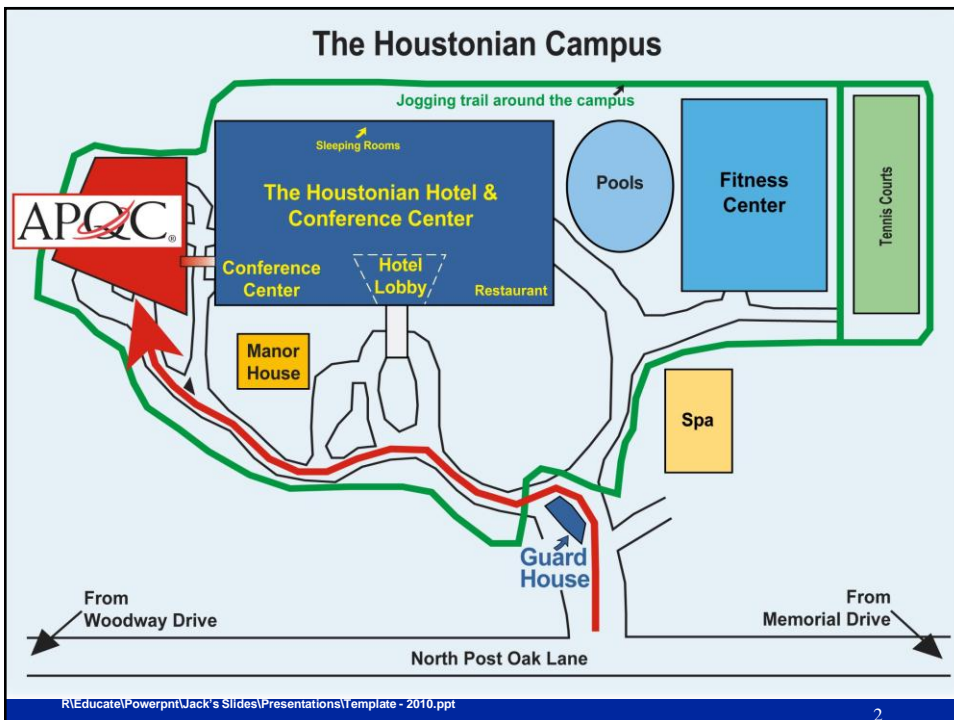 The Houstonian Campus
Jogging trail around the campus
Sleeping Rooms
The Houstonian Hotel &
Conference Center
Pools
Fitness
Center
Tennis Courts
APQC®
Conference
Center
Hotel
Lobby
Restaurant
Manor
House
Spa
Guard
House
From
Woodway Drive
From
Memorial Drive
North Post Oak Lane
R\Educate\Powerpnt\Jack's Slides\Presentations\Template - 2010.ppt
2